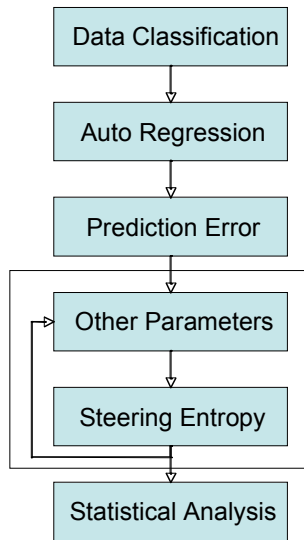 Data Classification
Auto Regression
Prediction Error
Other Parameters
Steering Entropy
Statistical Analysis